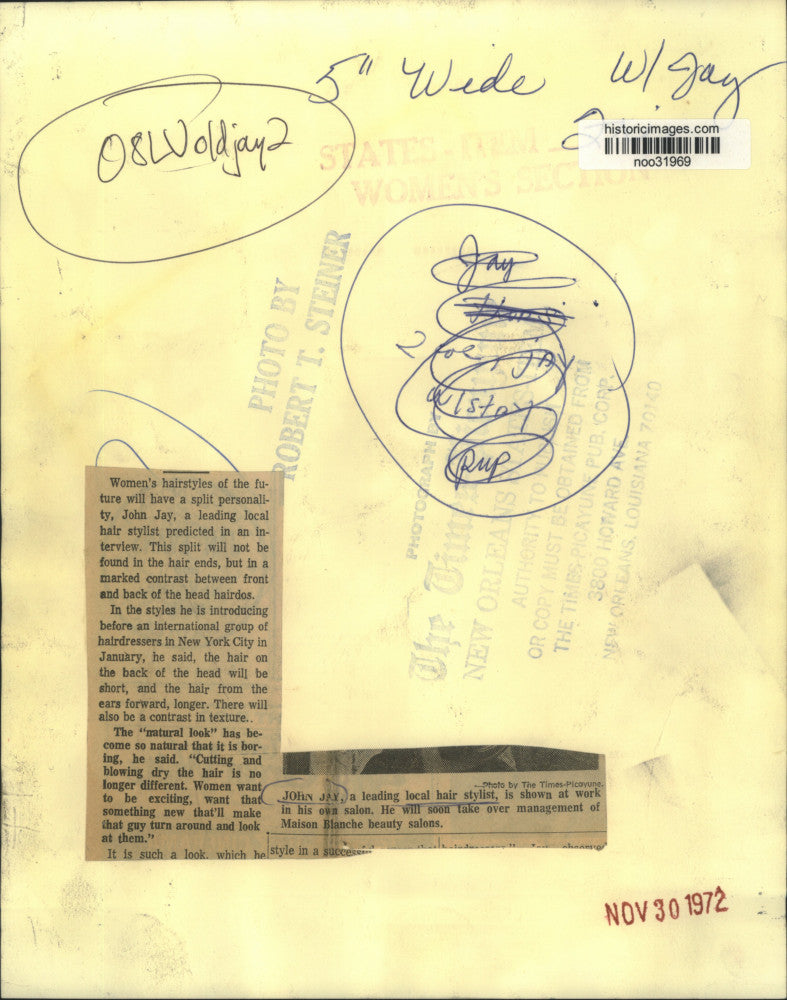 5" Wide W/ Jay
historicimages.com
noo31969
08LVoldjay2
STATES-ITEM
WOMEN'S SECTION
Jay
2 col, jay
w/story
PHOTO BY
ROBERT T. STEINER
PHOTOGRAPH BY
The Times
NEW ORLEANS
AUTHORITY TO
OR COPY MUST BE OBTAINED FROM
THE TIMES-PICAYUNE PUB. CORP.
3800 HOWARD AVE.
NEW ORLEANS, LOUISIANA 70140
Women's hairstyles of the fu-
ture will have a split personali-
ty, John Jay, a leading local
hair stylist predicted in an in-
terview. This split will not be
found in the hair ends, but in a
marked contrast between front
and back of the head hairdos.
In the styles he is introducing
before an international group of
hairdressers in New York City in
January, he said, the hair on
the back of the head will be
short, and the hair from the
ears forward, longer. There will
also be a contrast in texture..
The "natural look" has be-
come so natural that it is bor-
ing, he said. "Cutting and
blowing dry the hair is no
longer different. Women want
to be exciting, want that
something new that'll make
that guy turn around and look
at them."
It is such a look, which he
—Photo by The Times-Picayune.
JOHN JAY, a leading local hair stylist, is shown at work
in his own salon. He will soon take over management of
Maison Blanche beauty salons.
style in a
NOV 30 1972